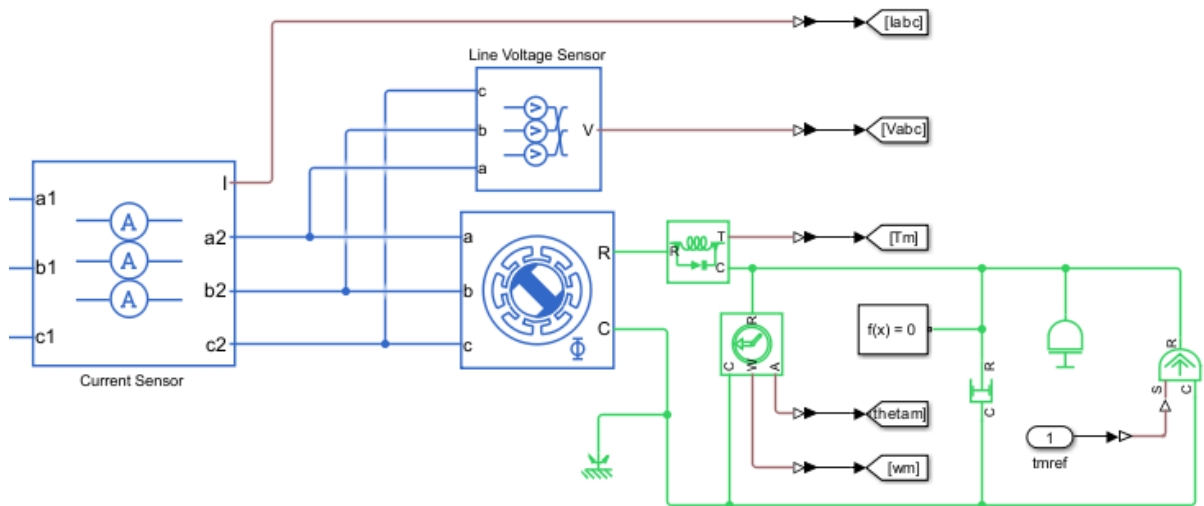 [Iabc]
Line Voltage Sensor
c
b
a
V
[Vabc]
a1
b1
c1
I
a2
b2
c2
A
A
A
V
V
V
Current Sensor
a
b
c
R
C
Φ
R
T
C
[Tm]
R
C
W
A
f(x) = 0
R
C
R
S
C
[thetam]
[wm]
1
tmref